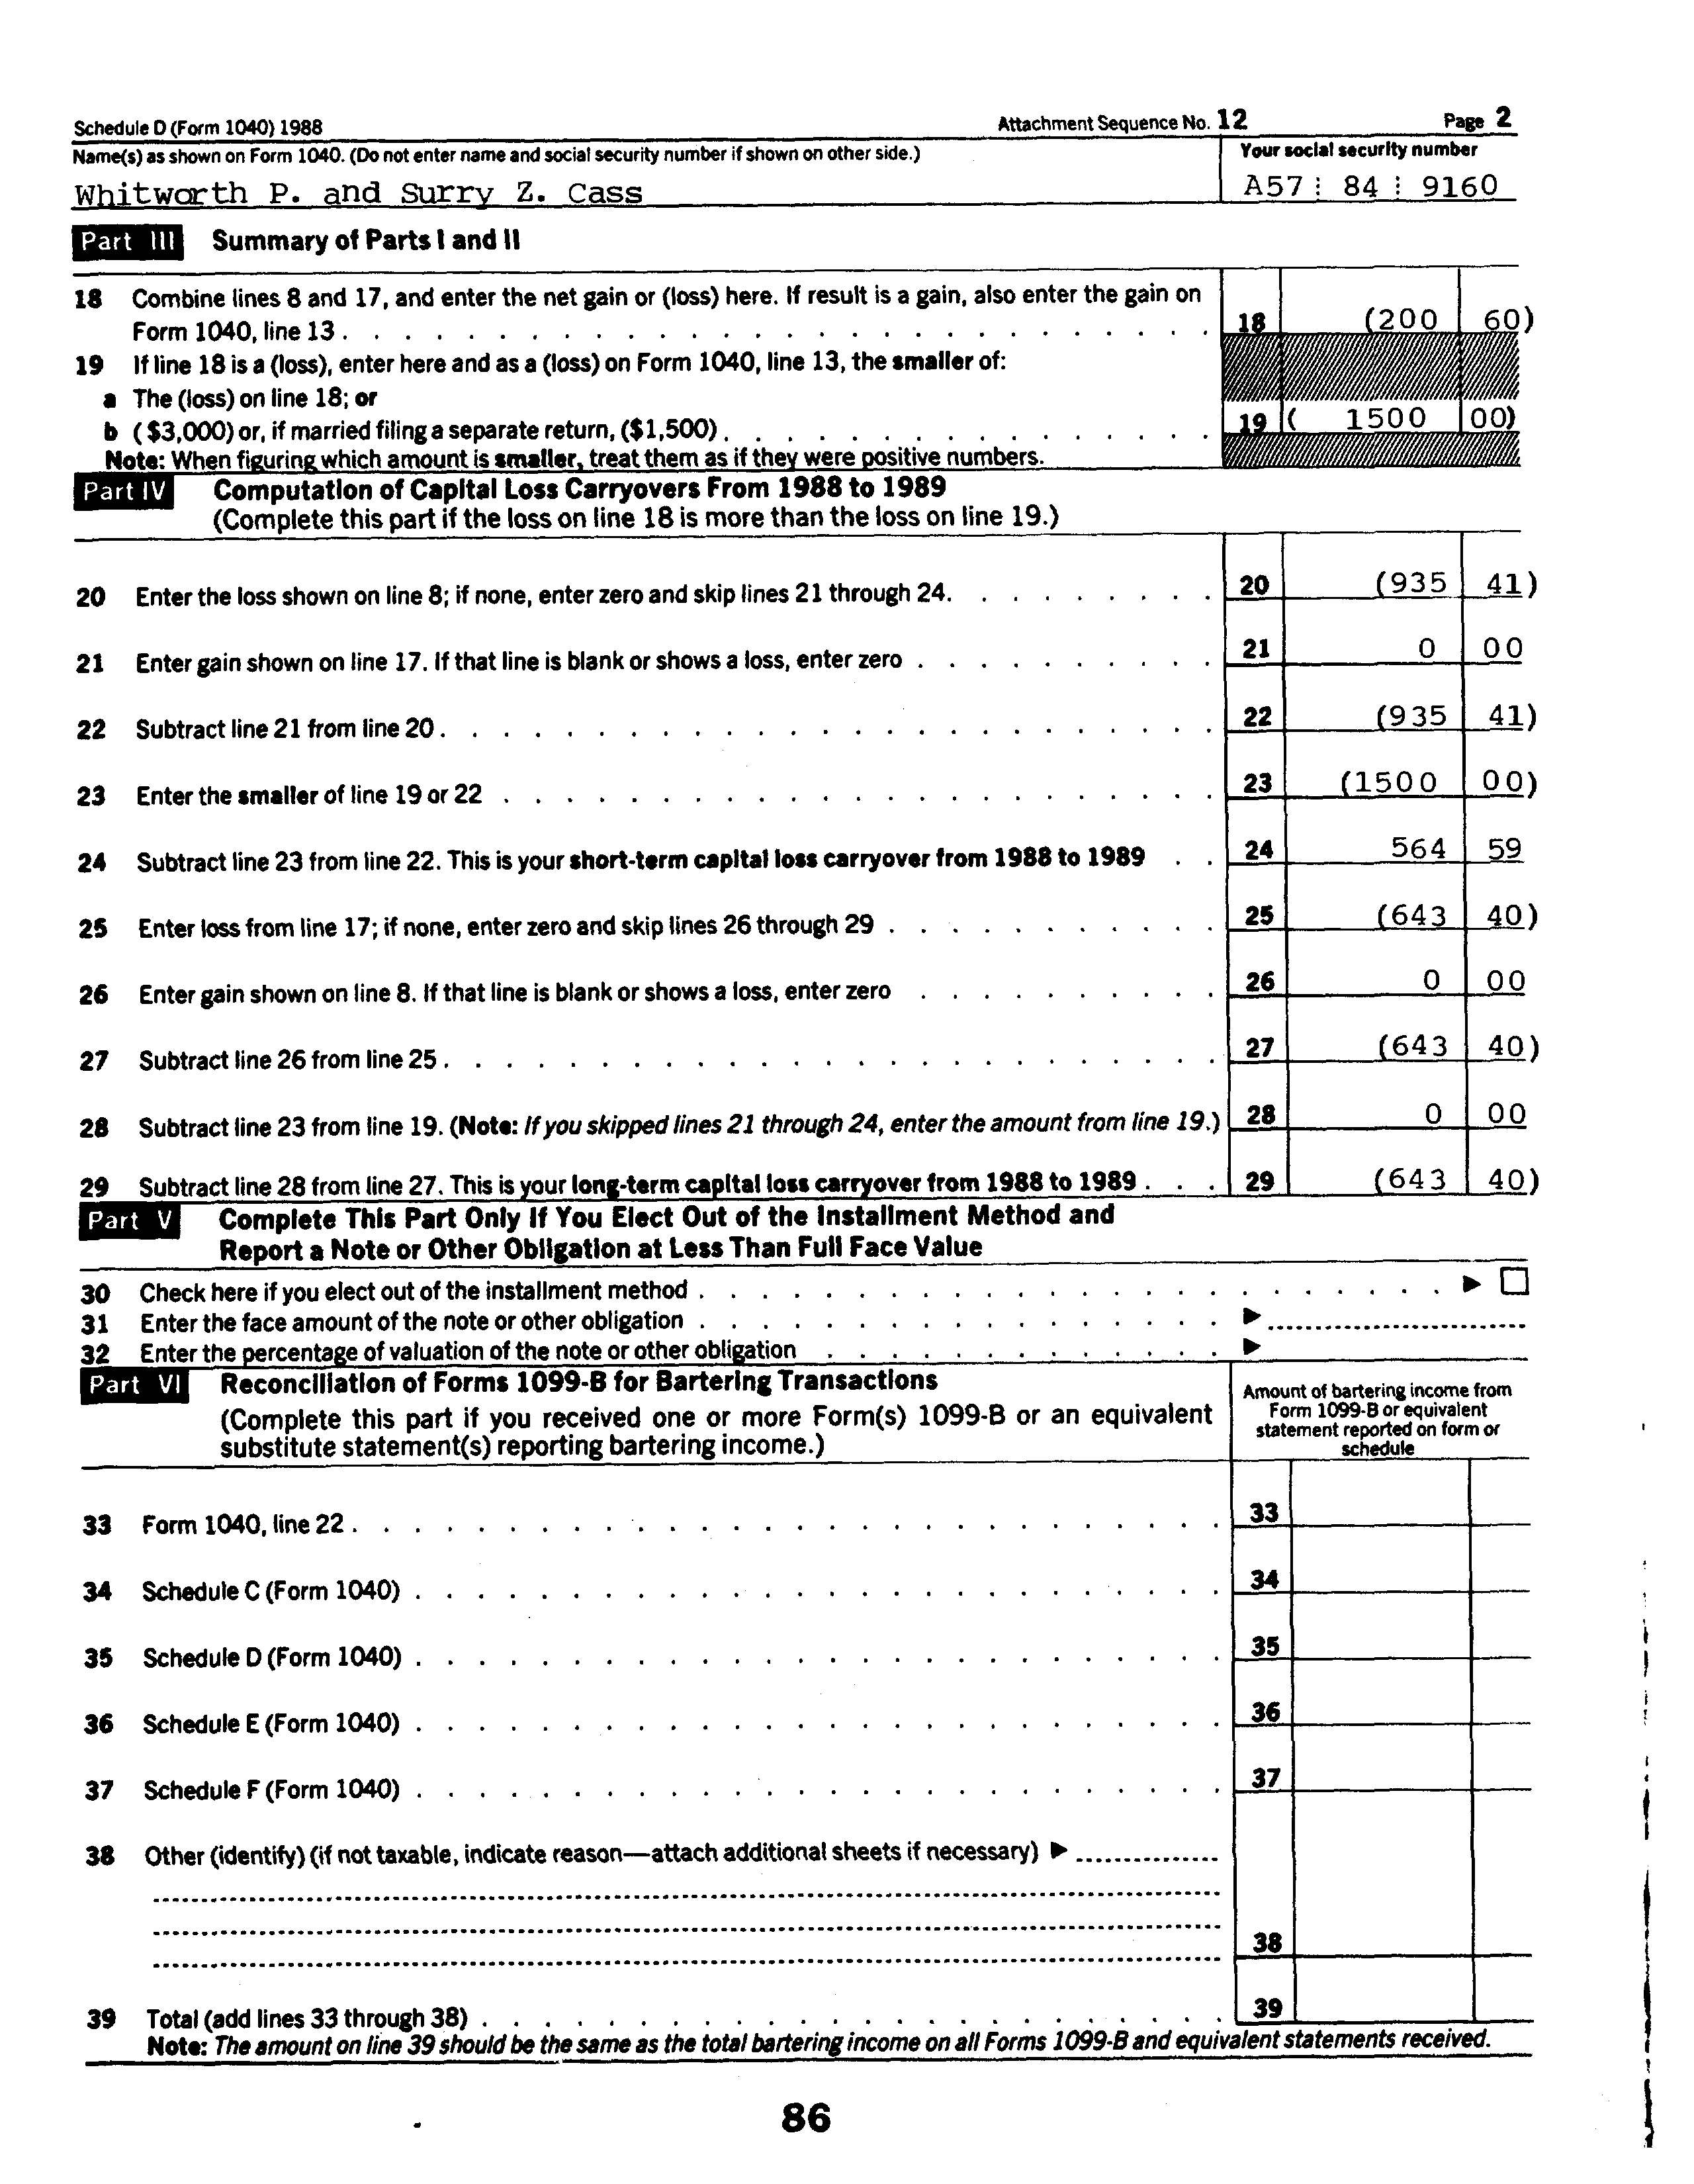 Schedule D (Form 1040) 1988 Attachment Sequence No. 12 Page 2
Name(s) as shown on Form 1040. (Do not enter name and social security number if shown on other side.) Your social security number
Whitworth P. and Surry Z. Cass A57 84 9160
Part III Summary of Parts I and II
18 Combine lines 8 and 17, and enter the net gain or (loss) here. If result is a gain, also enter the gain on
Form 1040, line 13 . 18 (200 60)
19 If line 18 is a (loss), enter here and as a (loss) on Form 1040, line 13, the smaller of:
a The (loss) on line 18; or
b ($3,000) or, if married filing a separate return, ($1,500) . 19 ( 1500 00)
Note: When figuring which amount is smaller, treat them as if they were positive numbers.
Part IV Computation of Capital Loss Carryovers From 1988 to 1989
(Complete this part if the loss on line 18 is more than the loss on line 19.)
20 Enter the loss shown on line 8; if none, enter zero and skip lines 21 through 24. 20 (935 41)
21 Enter gain shown on line 17. If that line is blank or shows a loss, enter zero . 21 0 00
22 Subtract line 21 from line 20 . 22 (935 41)
23 Enter the smaller of line 19 or 22 . 23 (1500 00)
24 Subtract line 23 from line 22. This is your short-term capital loss carryover from 1988 to 1989 . 24 564 59
25 Enter loss from line 17; if none, enter zero and skip lines 26 through 29 . 25 (643 40)
26 Enter gain shown on line 8. If that line is blank or shows a loss, enter zero . 26 0 00
27 Subtract line 26 from line 25 . 27 (643 40)
28 Subtract line 23 from line 19. (Note: If you skipped lines 21 through 24, enter the amount from line 19.) 28 0 00
29 Subtract line 28 from line 27. This is your long-term capital loss carryover from 1988 to 1989 . 29 (643 40)
Part V Complete This Part Only If You Elect Out of the Installment Method and
Report a Note or Other Obligation at Less Than Full Face Value
30 Check here if you elect out of the installment method . ▶ ☐
31 Enter the face amount of the note or other obligation . ▶
32 Enter the percentage of valuation of the note or other obligation . ▶
Part VI Reconciliation of Forms 1099-B for Bartering Transactions
(Complete this part if you received one or more Form(s) 1099-B or an equivalent
substitute statement(s) reporting bartering income.)
Amount of bartering income from
Form 1099-B or equivalent
statement reported on form or
schedule
33 Form 1040, line 22 . 33
34 Schedule C (Form 1040) . 34
35 Schedule D (Form 1040) . 35
36 Schedule E (Form 1040) . 36
37 Schedule F (Form 1040) . 37
38 Other (identify) (if not taxable, indicate reason—attach additional sheets if necessary) ▶
38
39 Total (add lines 33 through 38) . 39
Note: The amount on line 39 should be the same as the total bartering income on all Forms 1099-B and equivalent statements received.
86